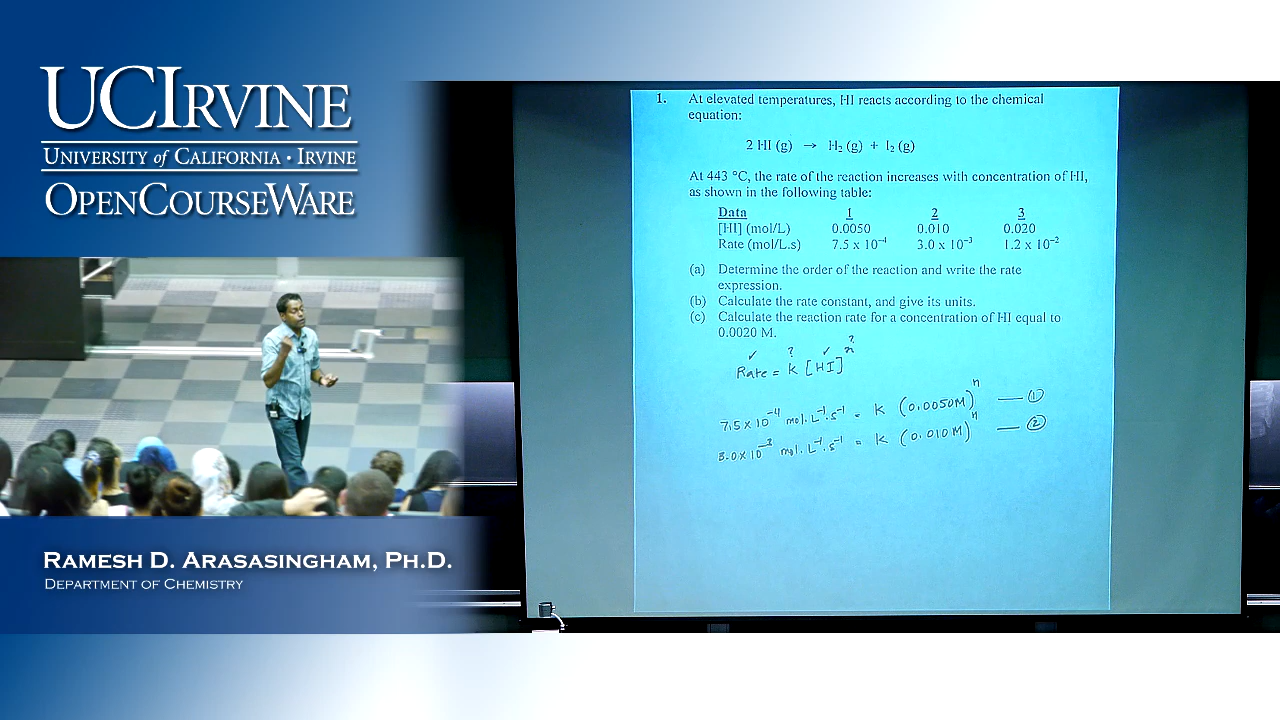 UCIRVINE
UNIVERSITY of CALIFORNIA · IRVINE
OPENCOURSEWARE
RAMESH D. ARASASINGHAM, PH.D.
DEPARTMENT OF CHEMISTRY
1. At elevated temperatures, HI reacts according to the chemical
equation:
2 HI (g) → H₂ (g) + I₂ (g)
At 443 °C, the rate of the reaction increases with concentration of HI,
as shown in the following table:
Data 1 2 3
[HI] (mol/L) 0.0050 0.010 0.020
Rate (mol/L.s) 7.5 x 10⁻⁴ 3.0 x 10⁻³ 1.2 x 10⁻²
(a) Determine the order of the reaction and write the rate
expression.
(b) Calculate the rate constant, and give its units.
(c) Calculate the reaction rate for a concentration of HI equal to
0.0020 M.
✓ ? ✓ ?
Rate = k [HI]ⁿ
7.5 x 10⁻⁴ mol. L⁻¹. s⁻¹ = k (0.0050M)ⁿ — ①
3.0 x 10⁻³ mol. L⁻¹. s⁻¹ = k (0.010M)ⁿ — ②